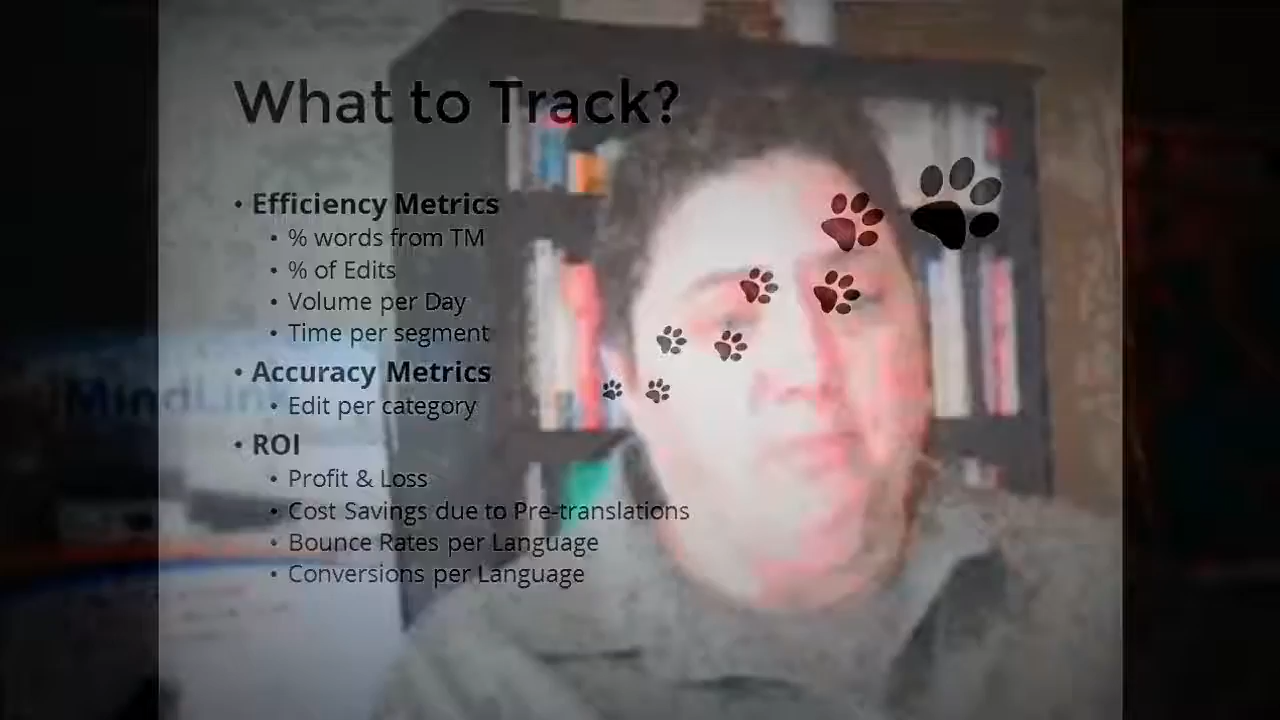 What to Track?
• Efficiency Metrics
• % words from TM
• % of Edits
• Volume per Day
• Time per segment
• Accuracy Metrics
MindLin
• Edit per category
• ROI
• Profit & Loss
• Cost Savings due to Pre-translations
• Bounce Rates per Language
• Conversions per Language